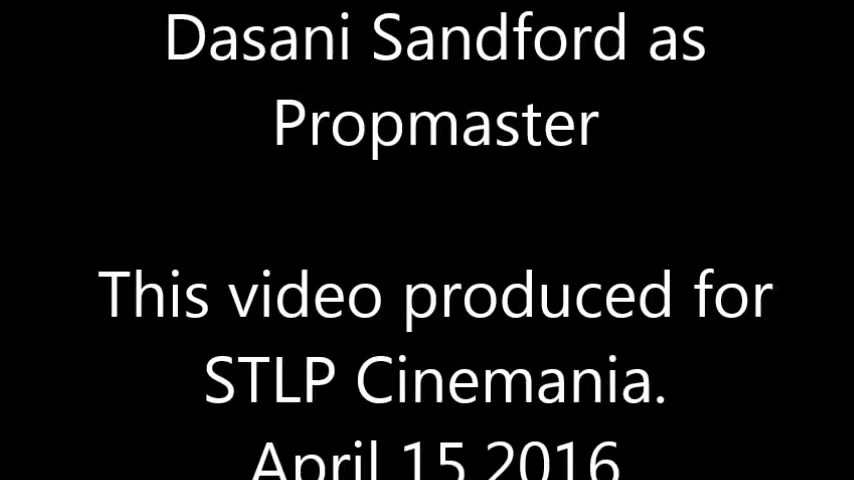 Dasani Sandford as
Propmaster
This video produced for
STLP Cinemania.
April 15 2016